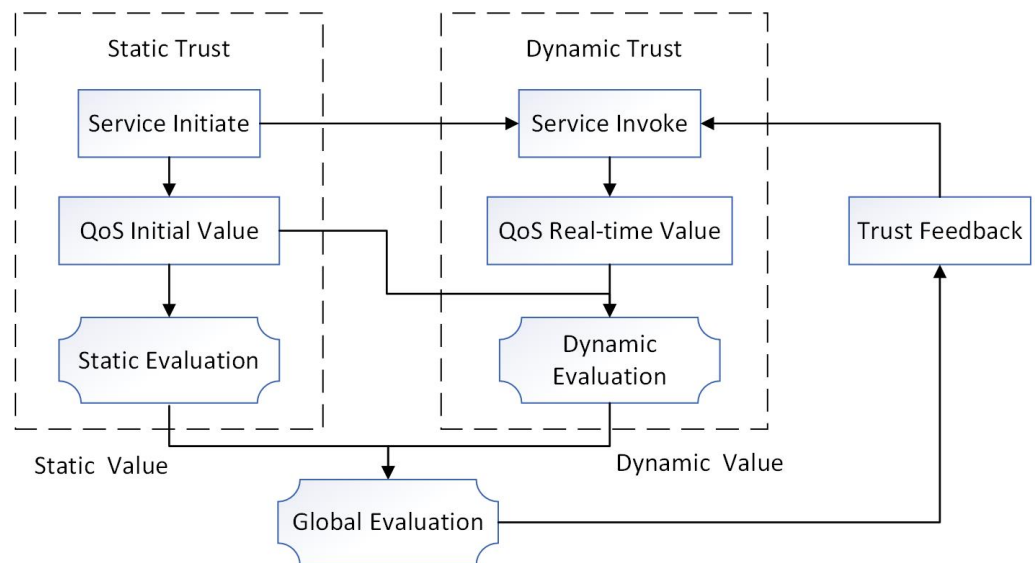 Static Trust
Dynamic Trust
Service Initiate
Service Invoke
QoS Initial Value
QoS Real-time Value
Trust Feedback
Static Evaluation
Dynamic
Evaluation
Static Value
Dynamic Value
Global Evaluation